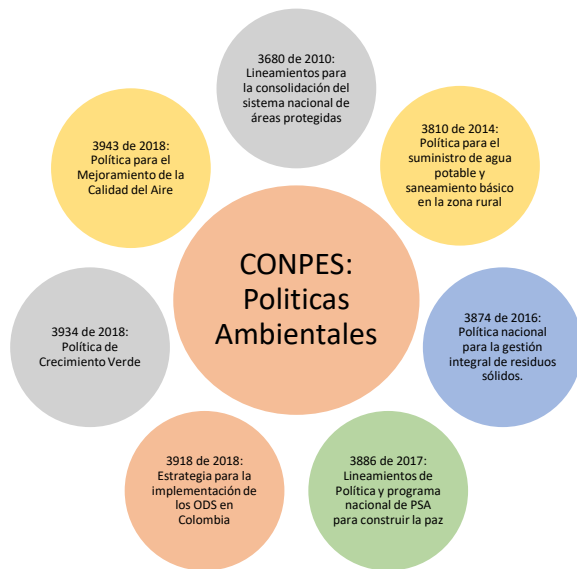 3680 de 2010:
Lineamientos para
la consolidación del
sistema nacional de
áreas protegidas
3810 de 2014:
Política para el
suministro de agua
potable y
saneamiento básico
en la zona rural
3874 de 2016:
Política nacional
para la gestión
integral de residuos
sólidos.
3886 de 2017:
Lineamientos de
Política y programa
nacional de PSA
para construir la paz
3918 de 2018:
Estrategia para la
implementación de
los ODS en
Colombia
3934 de 2018:
Política de
Crecimiento Verde
3943 de 2018:
Política para el
Mejoramiento de la
Calidad del Aire
CONPES:
Politicas
Ambientales